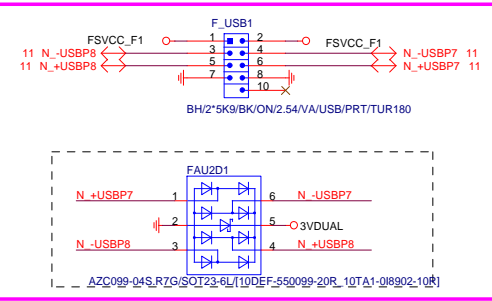 F_USB1
FSVCC_F1 1 2 FSVCC_F1
11 N_-USBP8 3 4 N_-USBP7 11
11 N_+USBP8 5 6 N_+USBP7 11
7 8
10
BH/2*5K9/BK/ON/2.54/VA/USB/PRT/TUR180
FAU2D1
N_+USBP7 1 6 N_-USBP7
2 5 3VDUAL
N_-USBP8 3 4 N_+USBP8
AZC099-04S.R7G/SOT23-6L/[10DEF-550099-20R_10TA1-0I8902-10R]